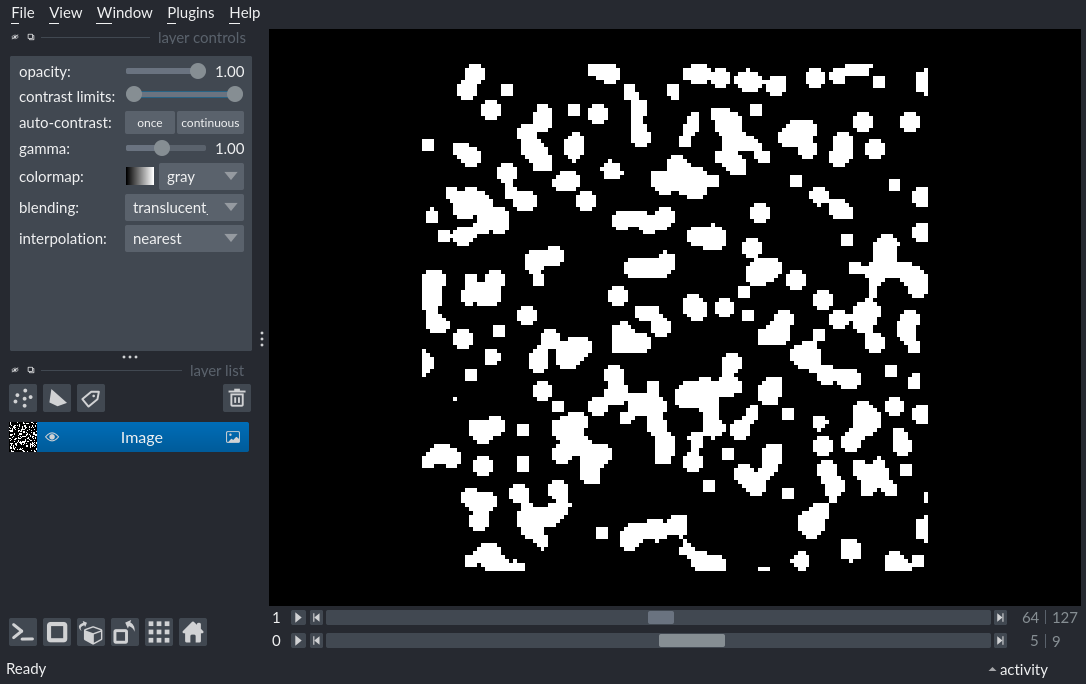 File View Window Plugins Help
layer controls
opacity: 1.00
contrast limits:
auto-contrast: once continuous
gamma: 1.00
colormap: gray
blending: translucent
interpolation: nearest
layer list
Image
1 64 127
0 5 9
Ready activity